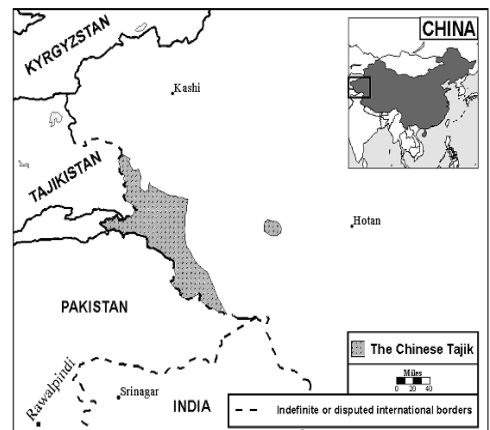 CHINA
KYRGYZSTAN
Kashi
TAJIKISTAN
Hotan
PAKISTAN
The Chinese Tajik
Miles
0 20 40
Rawalpindi
Srinagar
INDIA
Indefinite or disputed international borders